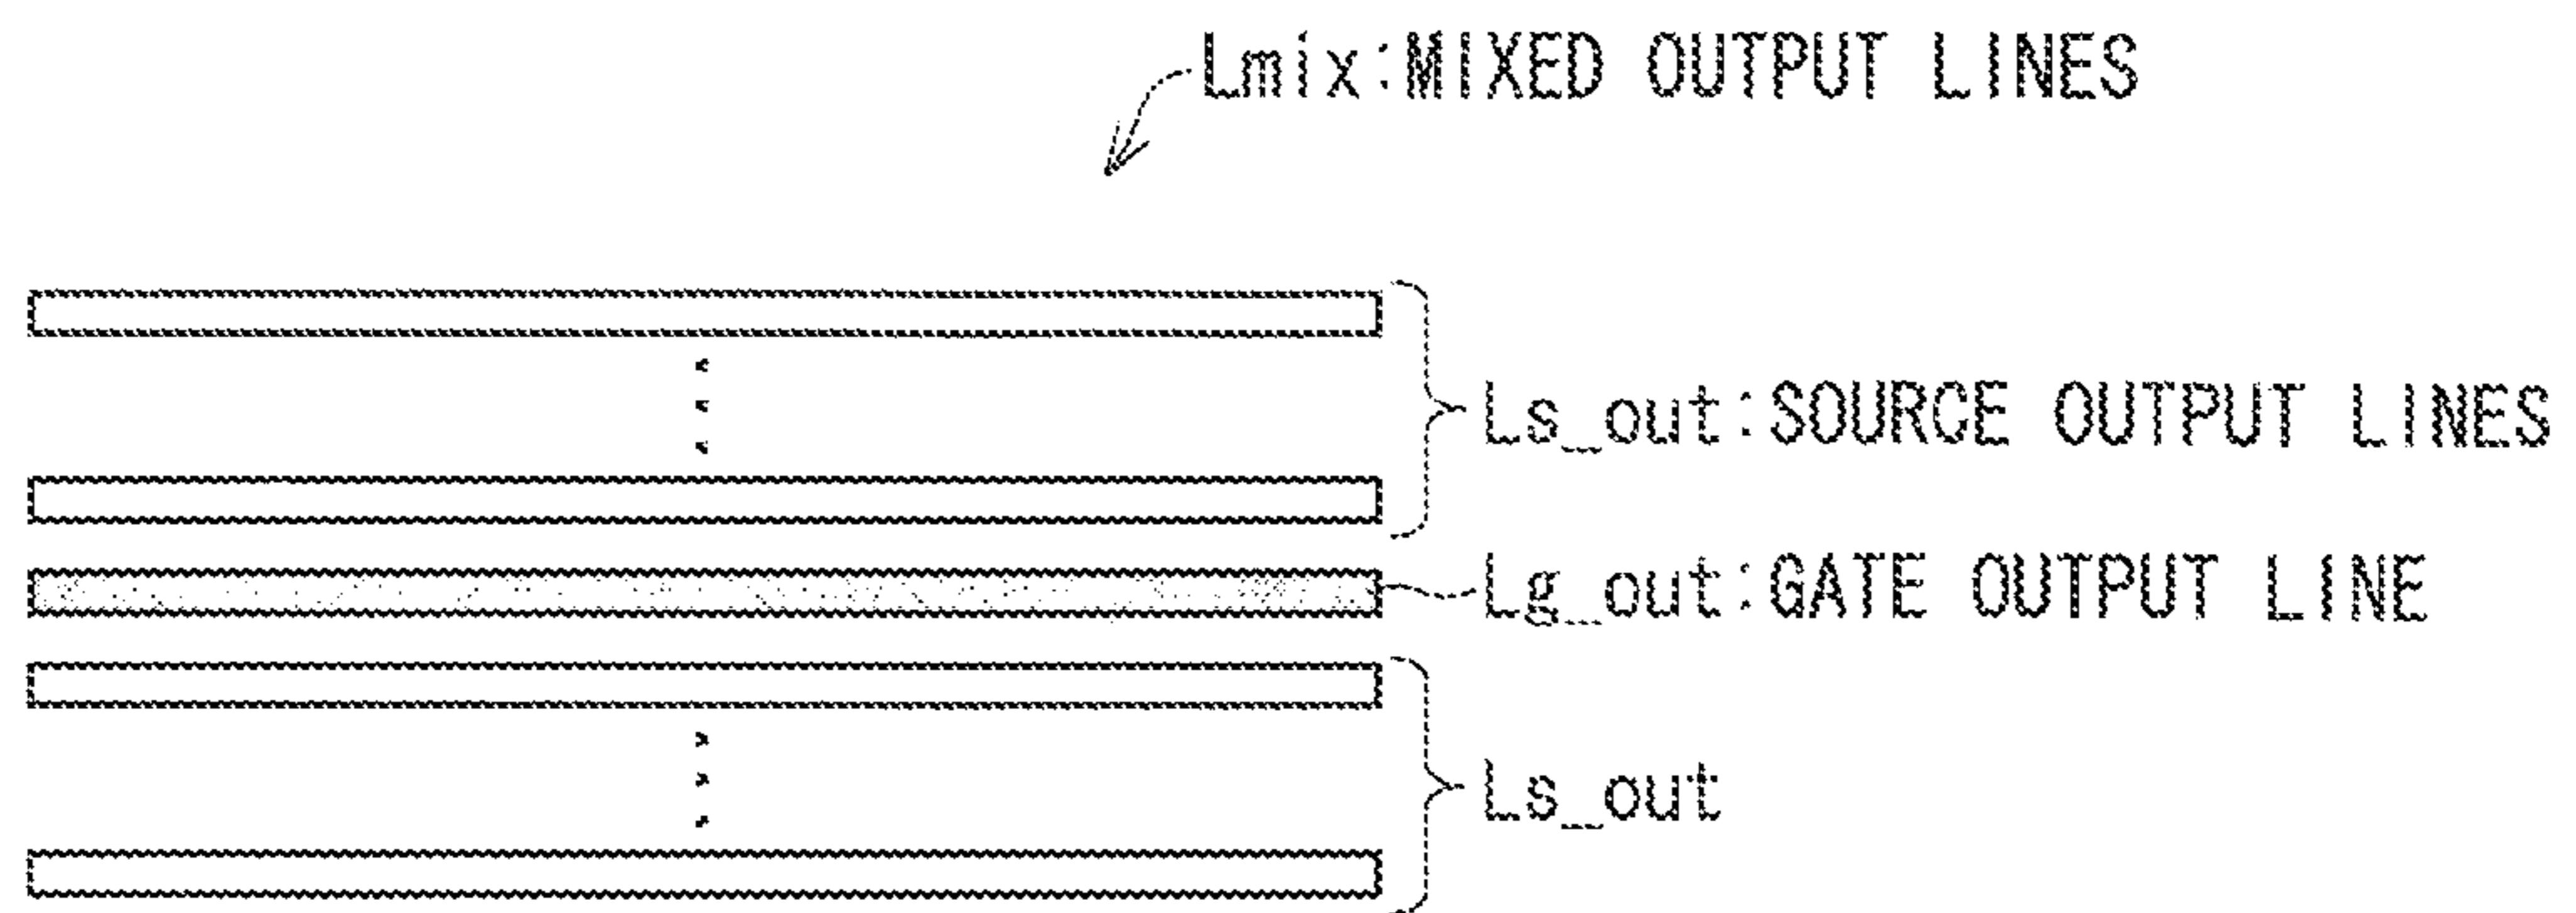 Lmix:MIXED OUTPUT LINES
Ls_out:SOURCE OUTPUT LINES
Lg_out:GATE OUTPUT LINE
Ls_out